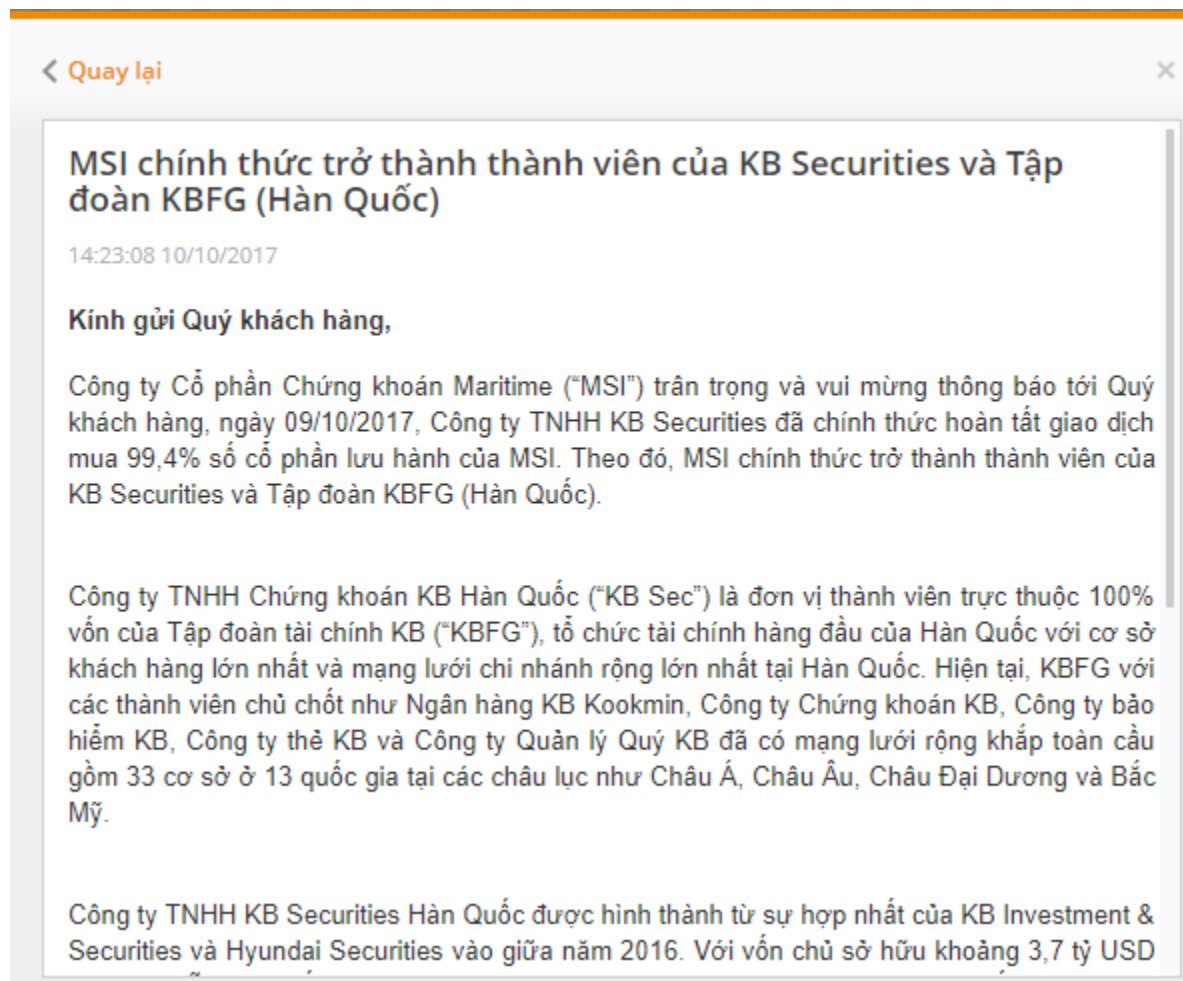 Quay lại
MSI chính thức trở thành thành viên của KB Securities và Tập
đoàn KBFG (Hàn Quốc)
14:23:08 10/10/2017
Kính gửi Quý khách hàng,
Công ty Cổ phần Chứng khoán Maritime (“MSI”) trân trọng và vui mừng thông báo tới Quý
khách hàng, ngày 09/10/2017, Công ty TNHH KB Securities đã chính thức hoàn tất giao dịch
mua 99,4% số cổ phần lưu hành của MSI. Theo đó, MSI chính thức trở thành thành viên của
KB Securities và Tập đoàn KBFG (Hàn Quốc).
Công ty TNHH Chứng khoán KB Hàn Quốc (“KB Sec”) là đơn vị thành viên trực thuộc 100%
vốn của Tập đoàn tài chính KB (“KBFG”), tổ chức tài chính hàng đầu của Hàn Quốc với cơ sở
khách hàng lớn nhất và mạng lưới chi nhánh rộng lớn nhất tại Hàn Quốc. Hiện tại, KBFG với
các thành viên chủ chốt như Ngân hàng KB Kookmin, Công ty Chứng khoán KB, Công ty bảo
hiểm KB, Công ty thẻ KB và Công ty Quản lý Quý KB đã có mạng lưới rộng khắp toàn cầu
gồm 33 cơ sở ở 13 quốc gia tại các châu lục như Châu Á, Châu Âu, Châu Đại Dương và Bắc
Mỹ.
Công ty TNHH KB Securities Hàn Quốc được hình thành từ sự hợp nhất của KB Investment &
Securities và Hyundai Securities vào giữa năm 2016. Với vốn chủ sở hữu khoảng 3,7 tỷ USD